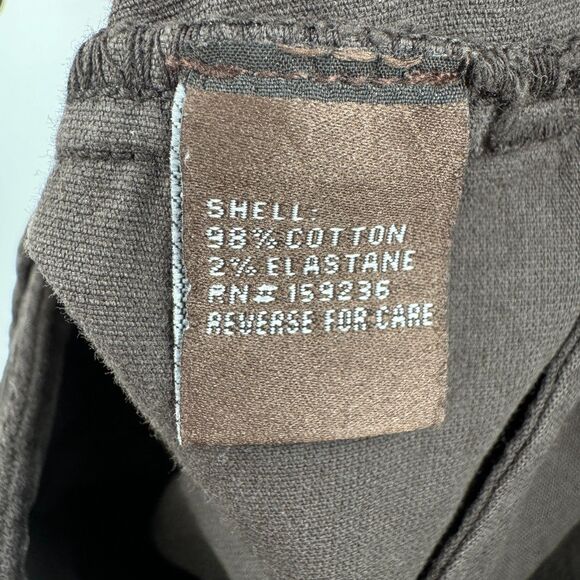 SHELL:
98% COTTON
2% ELASTANE
RN# 159236
REVERSE FOR CARE